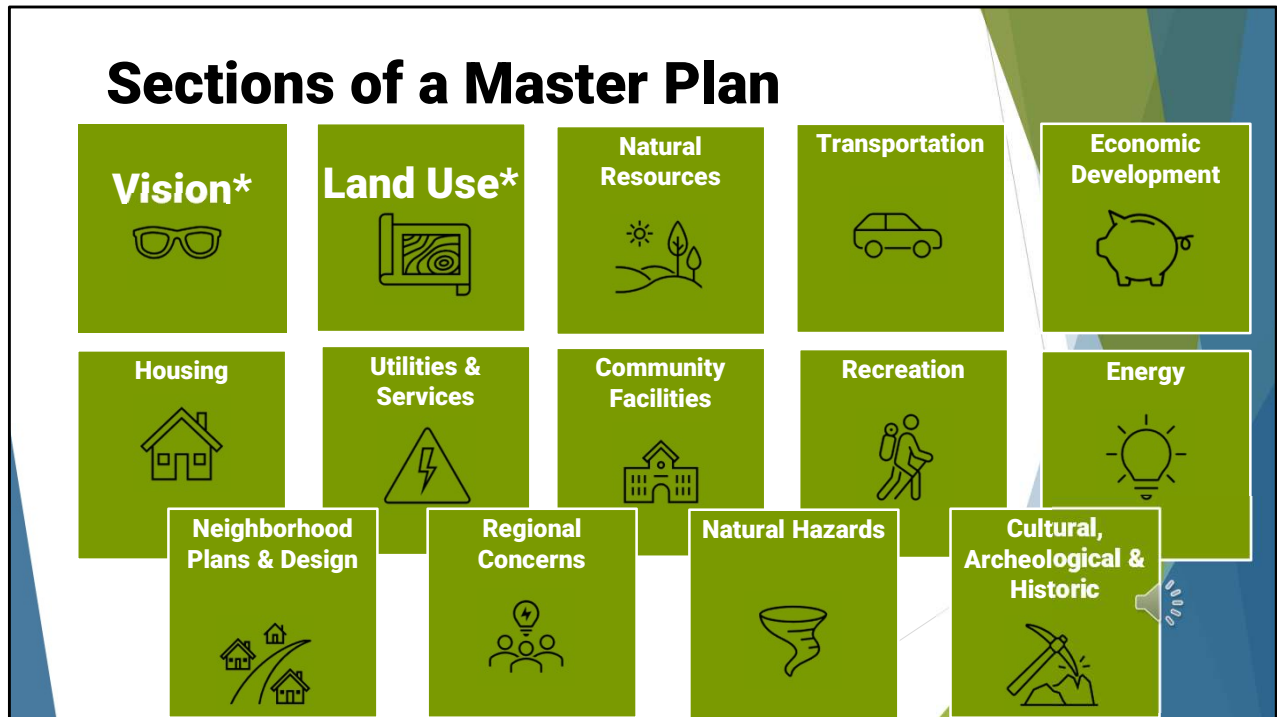 Sections of a Master Plan
Vision*
Land Use*
Natural
Resources
Transportation
Economic
Development
Housing
Utilities &
Services
Community
Facilities
Recreation
Energy
Neighborhood
Plans & Design
Regional
Concerns
Natural Hazards
Cultural,
Archeological &
Historic